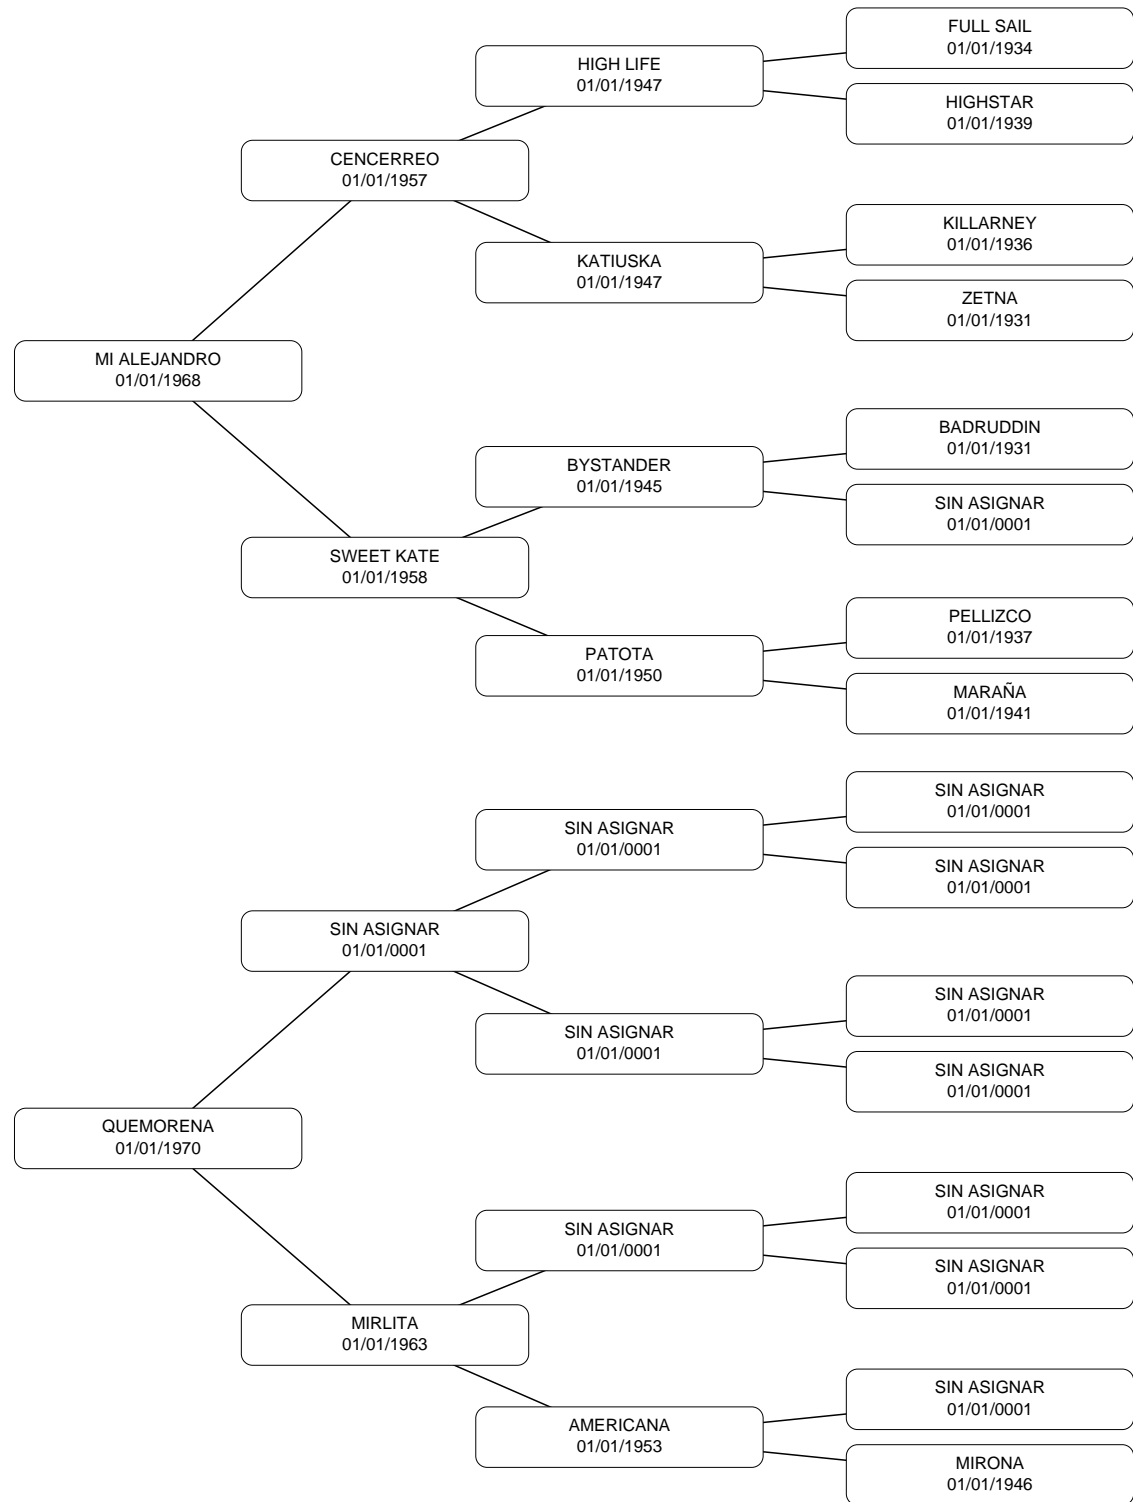 FULL SAIL
01/01/1934
HIGH LIFE
01/01/1947
HIGHSTAR
01/01/1939
CENCERREO
01/01/1957
KILLARNEY
01/01/1936
KATIUSKA
01/01/1947
ZETNA
01/01/1931
MI ALEJANDRO
01/01/1968
BADRUDDIN
01/01/1931
BYSTANDER
01/01/1945
SIN ASIGNAR
01/01/0001
SWEET KATE
01/01/1958
PELLIZCO
01/01/1937
PATOTA
01/01/1950
MARAÑA
01/01/1941
SIN ASIGNAR
01/01/0001
SIN ASIGNAR
01/01/0001
SIN ASIGNAR
01/01/0001
SIN ASIGNAR
01/01/0001
SIN ASIGNAR
01/01/0001
SIN ASIGNAR
01/01/0001
SIN ASIGNAR
01/01/0001
QUEMORENA
01/01/1970
SIN ASIGNAR
01/01/0001
SIN ASIGNAR
01/01/0001
SIN ASIGNAR
01/01/0001
MIRLITA
01/01/1963
SIN ASIGNAR
01/01/0001
AMERICANA
01/01/1953
MIRONA
01/01/1946